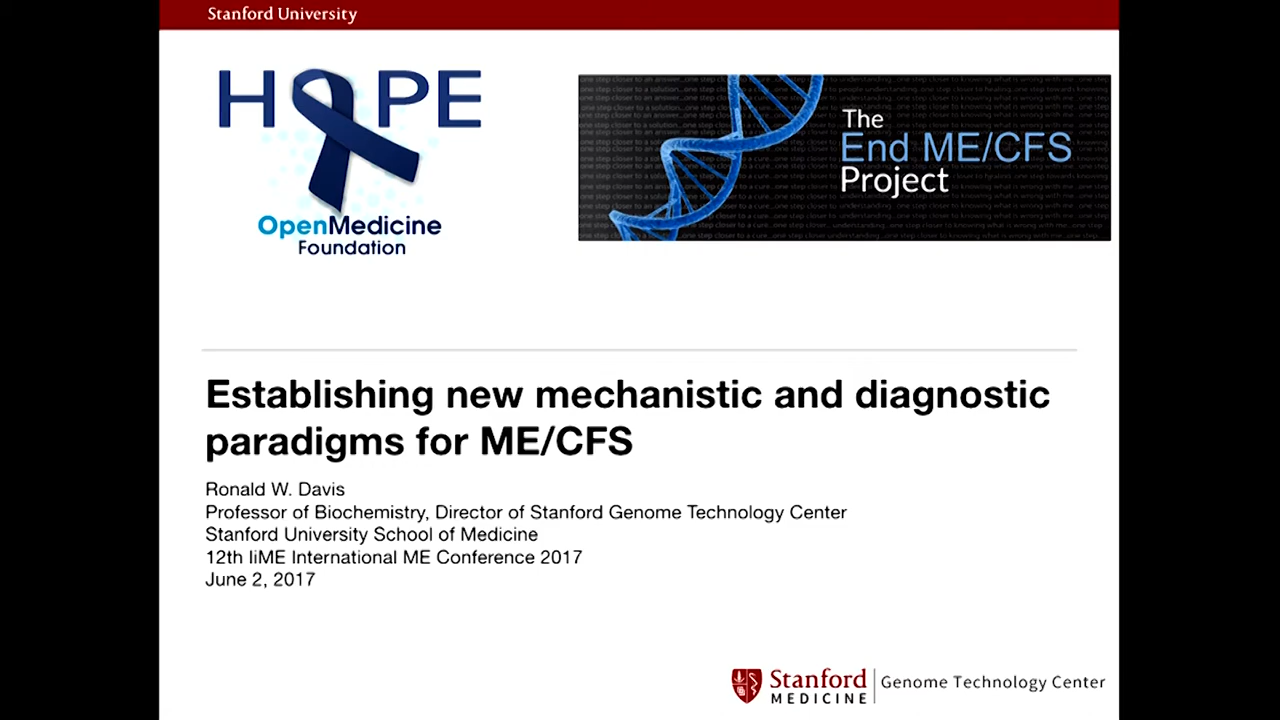 Stanford University
HOPE
OpenMedicine
Foundation
The
End ME/CFS
Project
Establishing new mechanistic and diagnostic
paradigms for ME/CFS
Ronald W. Davis
Professor of Biochemistry, Director of Stanford Genome Technology Center
Stanford University School of Medicine
12th IiME International ME Conference 2017
June 2, 2017
Stanford
MEDICINE
Genome Technology Center